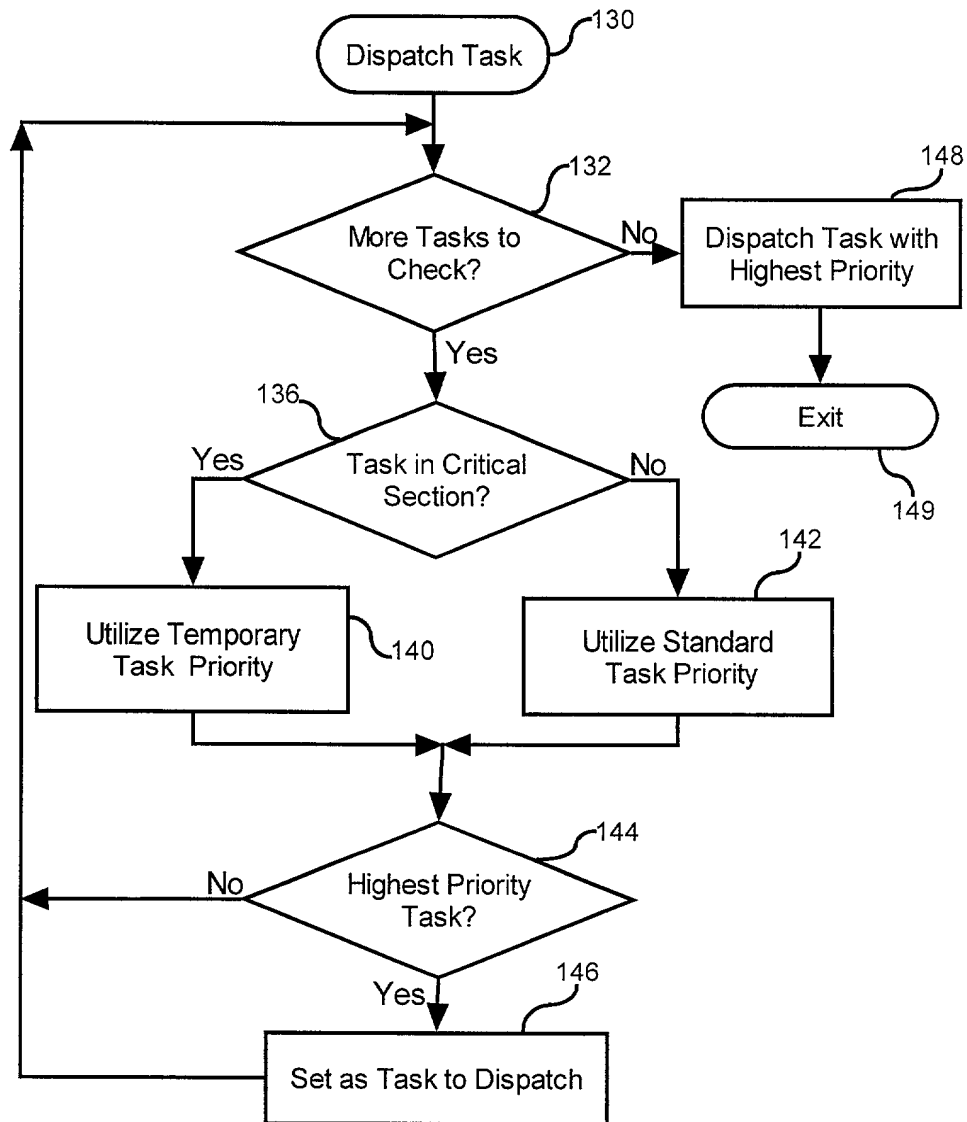 130
Dispatch Task
132
148
More Tasks to
Check?
No
Dispatch Task with
Highest Priority
Yes
136
Exit
149
Yes
Task in Critical
Section?
No
142
Utilize Temporary
Task Priority
140
Utilize Standard
Task Priority
144
No
Highest Priority
Task?
Yes
146
Set as Task to Dispatch